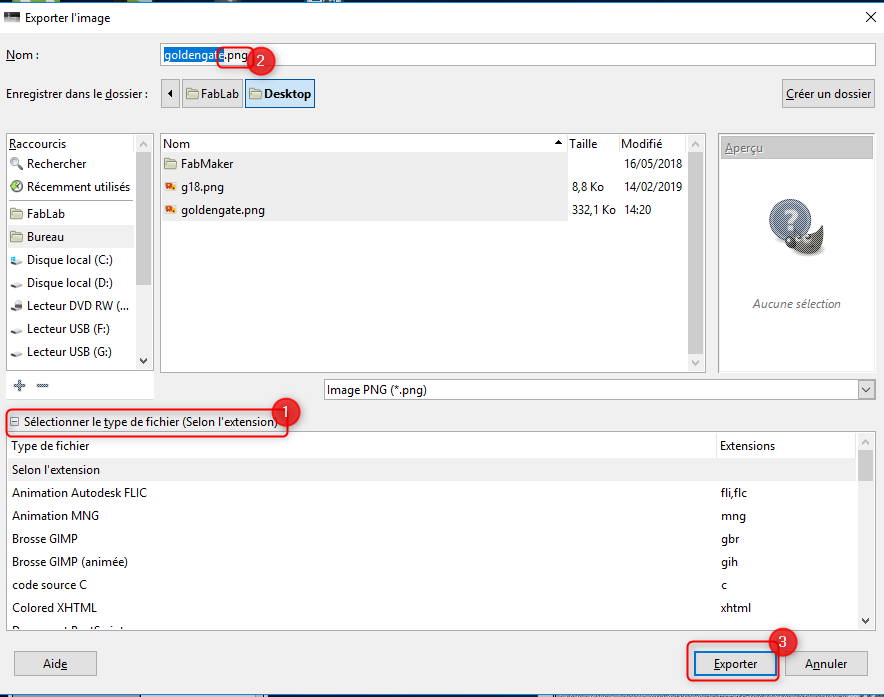 Exporter l'image
Nom :
goldengate.png
2
Enregistrer dans le dossier :
FabLab
Desktop
Créer un dossier
Raccourcis
Rechercher
Récemment utilisés
FabLab
Bureau
Disque local (C:)
Disque local (D:)
Lecteur DVD RW (...
Lecteur USB (F:)
Lecteur USB (G:)
Nom Taille Modifié
FabMaker 16/05/2018
g18.png 8,8 Ko 14/02/2019
goldengate.png 332,1 Ko 14:20
Aperçu
?
Aucune sélection
Image PNG (*.png)
1
Sélectionner le type de fichier (Selon l'extension)
Type de fichier Extensions
Selon l'extension
Animation Autodesk FLIC fli,flc
Animation MNG mng
Brosse GIMP gbr
Brosse GIMP (animée) gih
code source C c
Colored XHTML xhtml
3
Aide
Exporter
Annuler